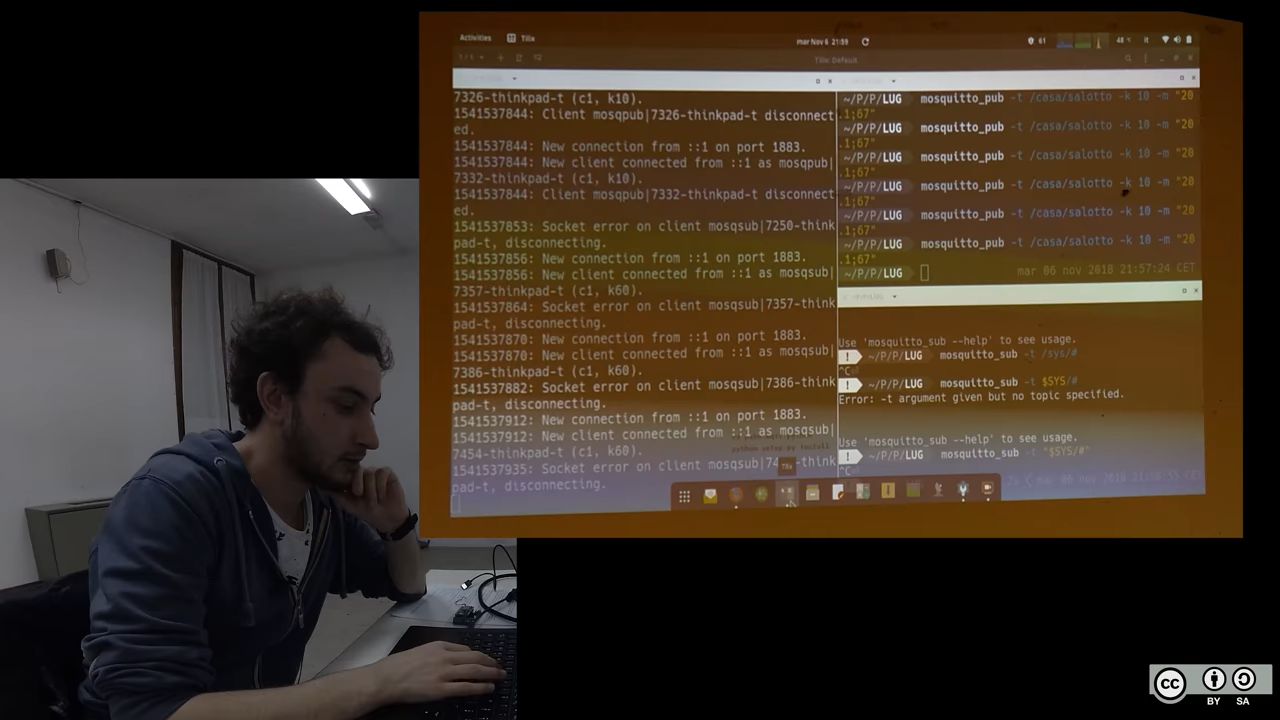 Activities Tilix
mar Nov 6 21:59
61
48 °C it
1/1
Tilix: Default
7326-thinkpad-t (c1, k10).
1541537844: Client mosqpub|7326-thinkpad-t disconnect
ed.
1541537844: New connection from ::1 on port 1883.
1541537844: New client connected from ::1 as mosqpub|
7332-thinkpad-t (c1, k10).
1541537844: Client mosqpub|7332-thinkpad-t disconnect
ed.
1541537853: Socket error on client mosqsub|7250-think
pad-t, disconnecting.
1541537856: New connection from ::1 on port 1883.
1541537856: New client connected from ::1 as mosqsub|
7357-thinkpad-t (c1, k60).
1541537864: Socket error on client mosqsub|7357-think
pad-t, disconnecting.
1541537870: New connection from ::1 on port 1883.
1541537870: New client connected from ::1 as mosqsub|
7386-thinkpad-t (c1, k60).
1541537882: Socket error on client mosqsub|7386-think
pad-t, disconnecting.
1541537912: New connection from ::1 on port 1883.
1541537912: New client connected from ::1 as mosqsub|
7454-thinkpad-t (c1, k60).
1541537935: Socket error on client mosqsub|74 -think
pad-t, disconnecting.
~/P/P/LUG mosquitto_pub -t /casa/salotto -k 10 -m "20
.1;67"
~/P/P/LUG mosquitto_pub -t /casa/salotto -k 10 -m "20
.1;67"
~/P/P/LUG mosquitto_pub -t /casa/salotto -k 10 -m "20
.1;67"
~/P/P/LUG mosquitto_pub -t /casa/salotto -k 10 -m "20
.1;67"
~/P/P/LUG mosquitto_pub -t /casa/salotto -k 10 -m "20
.1;67"
~/P/P/LUG mosquitto_pub -t /casa/salotto -k 10 -m "20
.1;67"
~/P/P/LUG
mar 06 nov 2018 21:57:24 CET
Use 'mosquitto_sub --help' to see usage.
! ~/P/P/LUG mosquitto_sub -t /sys/#
^C
! ~/P/P/LUG mosquitto_sub -t $SYS/#
Error: -t argument given but no topic specified.
Use 'mosquitto_sub --help' to see usage.
! ~/P/P/LUG mosquitto_sub -t "$SYS/#"
^C
Tilix
cc
BY SA